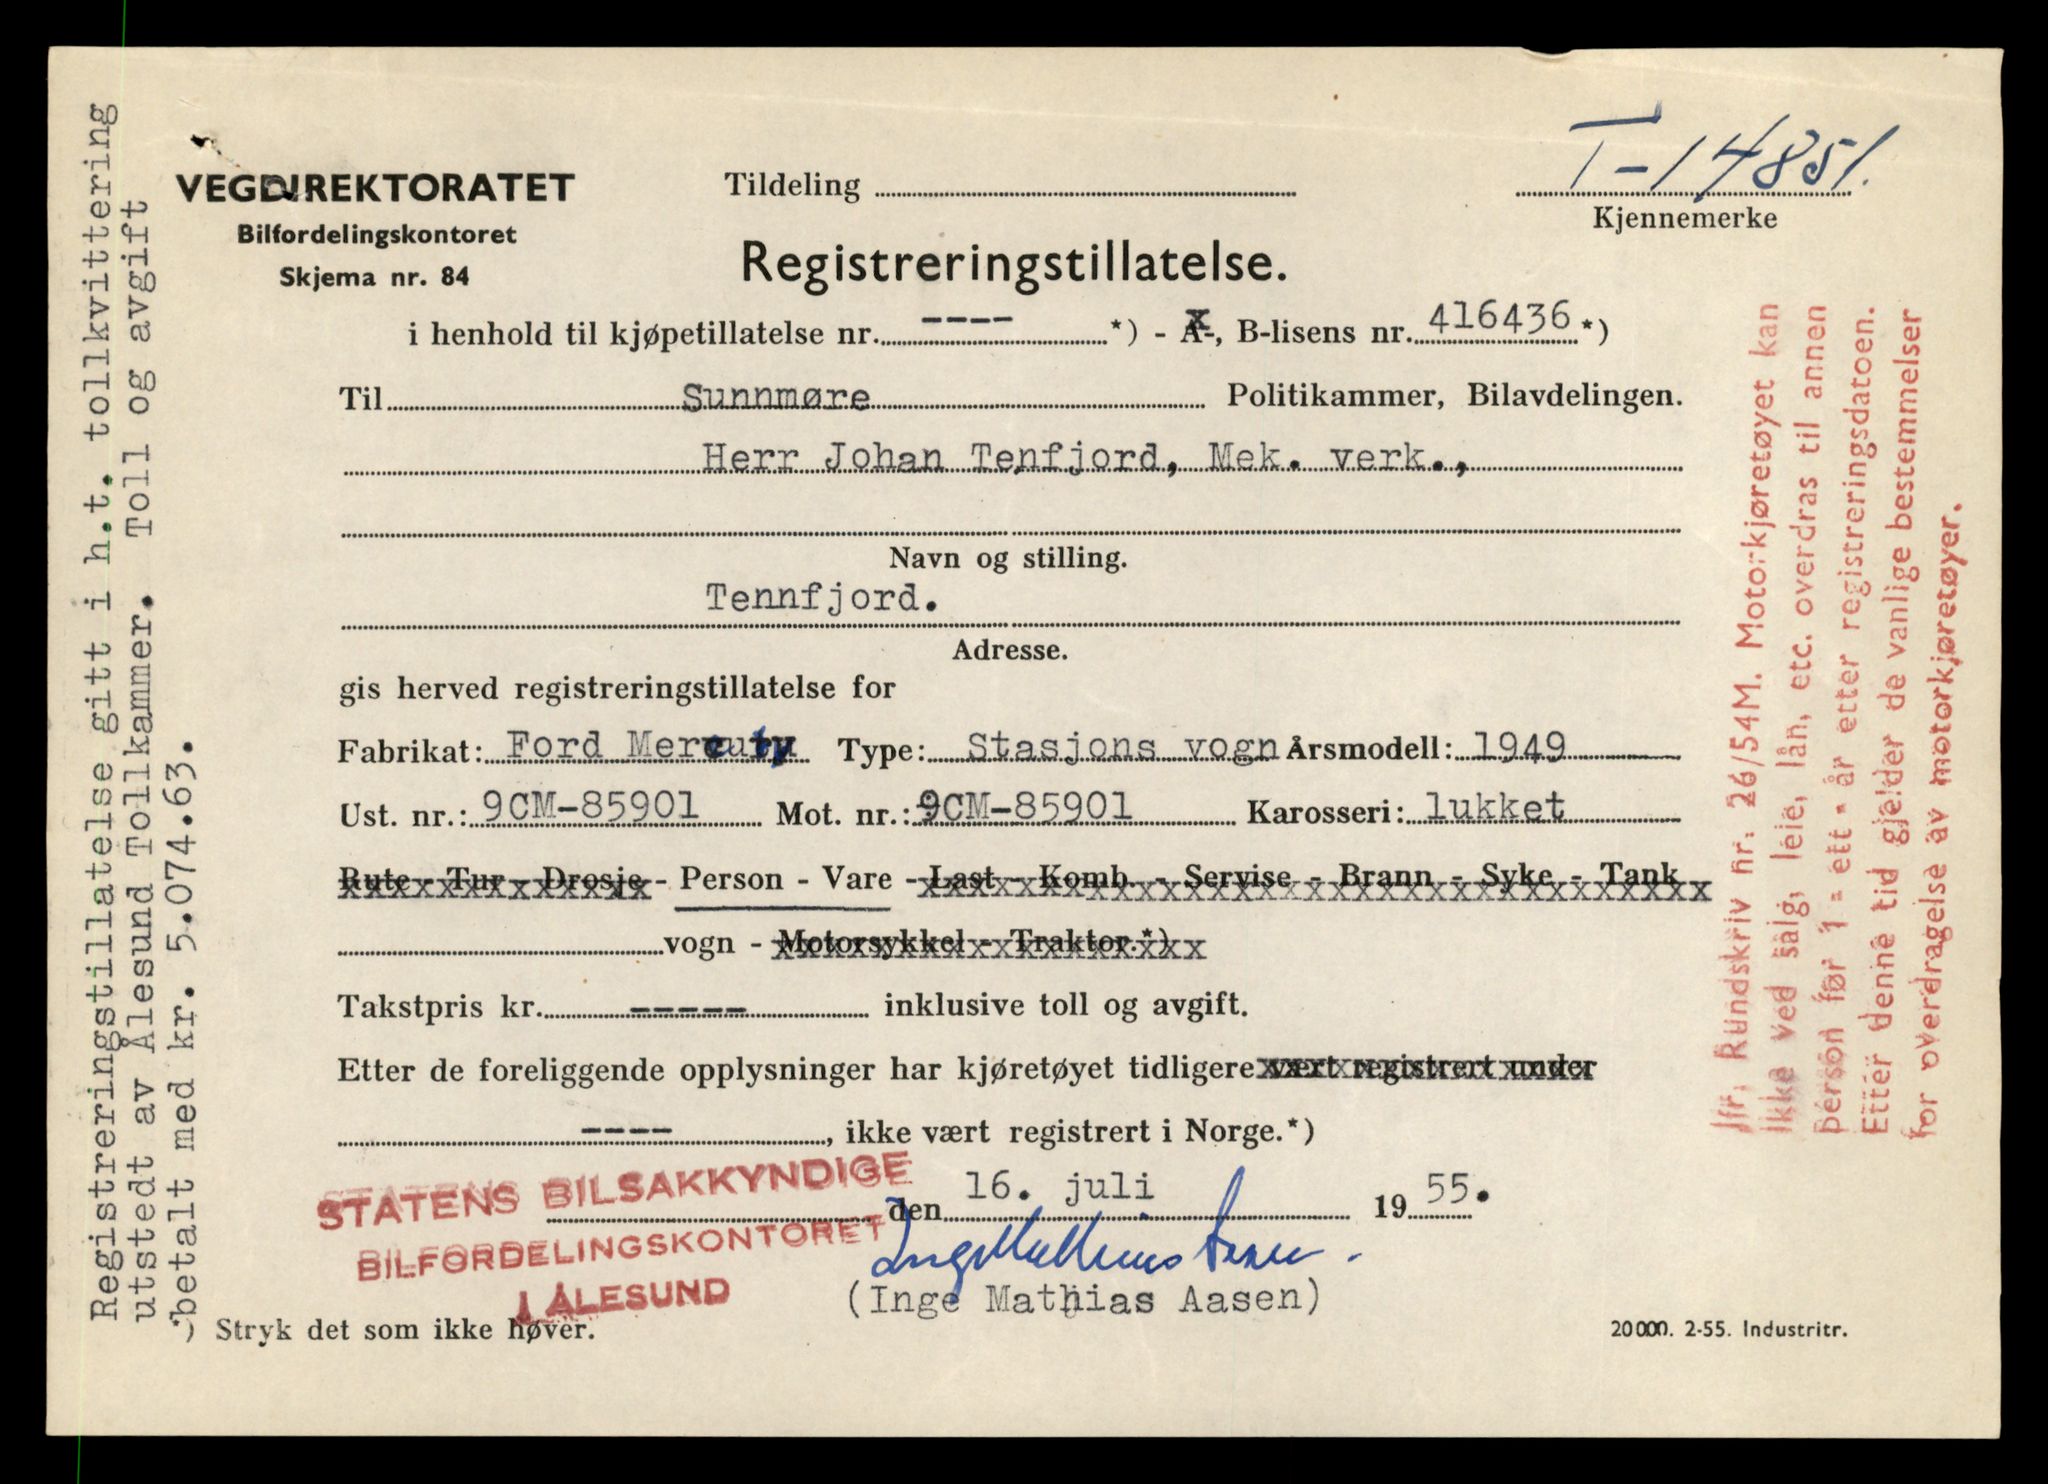 VEGDIREKTORATET
Bilfordelingskontoret
Skjema nr. 84
Tildeling
T-14851.
Kjennemerke
Registreringstillatelse.
i henhold til kjøpetillatelse nr. ---- *) - A-, B-lisens nr. 416436 *)
Til Sunnmøre Politikammer, Bilavdelingen.
Herr Johan Tenfjord, Mek. verk.,
Navn og stilling.
Tennfjord.
Adresse.
gis herved registreringstillatelse for
Fabrikat: Ford Mercury Type: Stasjons vogn Årsmodell: 1949
Ust. nr.: 9CM-85901 Mot. nr.: 9CM-85901 Karosseri: lukket
Rute - Tur - Drosje - Person - Vare - Last - Komb. - Servise - Brann - Syke - Tank
vogn - Motorsykkel - Traktor.*)
Takstpris kr. ----- inklusive toll og avgift.
Etter de foreliggende opplysninger har kjøretøyet tidligere vært registrert under
----, ikke vært registrert i Norge.*)
STATENS BILSAKKYNDIGE
BILFORDELINGSKONTORET
I ÅLESUND
den 16. juli 1955.
Inge Mathias Aasen.
(Inge Mathias Aasen)
*) Stryk det som ikke høver.
20 000. 2-55. Industritr.
Registreringstillatelse gitt i h.t. tolkvittering
utstedt av Ålesund Tollkammer. Toll og avgift
betalt med kr. 5.074.63.
Jfr. Rundskriv nr. 26/54M. Motorkjøretøyet kan
ikke ved salg, leie, lån, etc. overdras til annen
person før 1 - ett - år etter registreringsdatoen.
Etter denne tid gjelder de vanlige bestemmelser
for overdragelse av motorkjøretøyer.